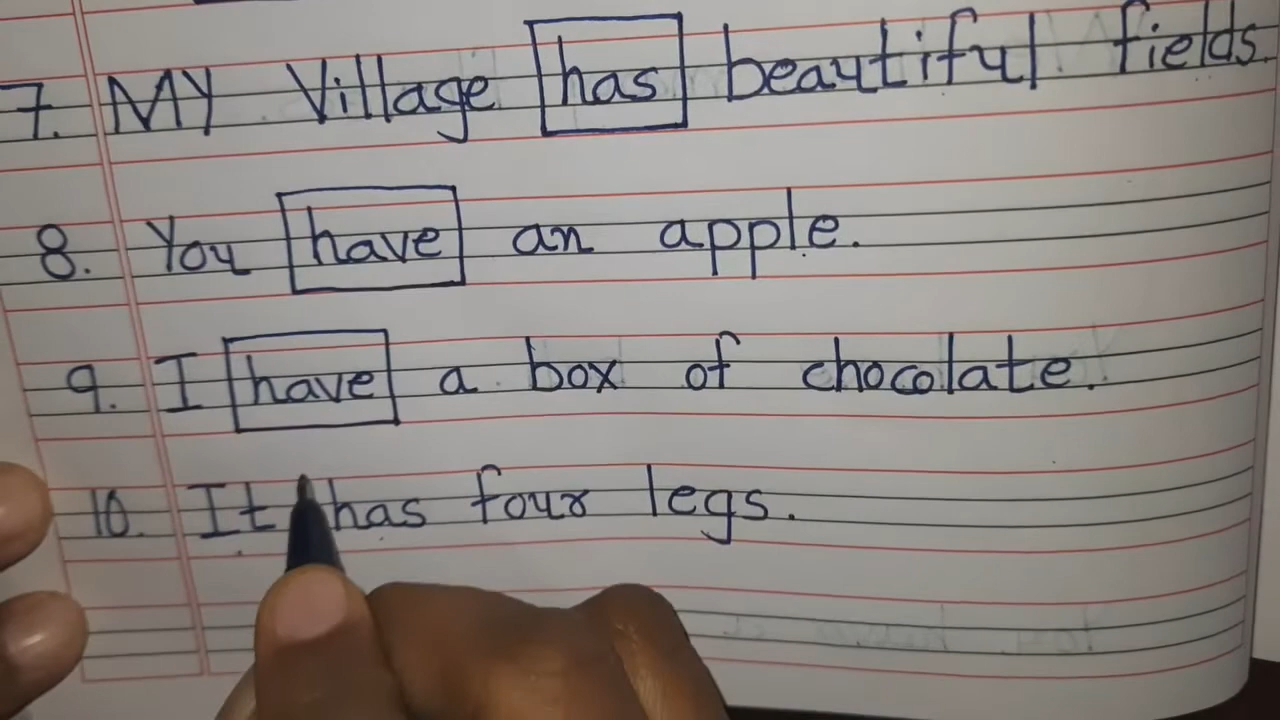 7. MY Village has beautiful fields.
8. You have an apple.
9. I have a box of chocolate.
10. It has four legs.